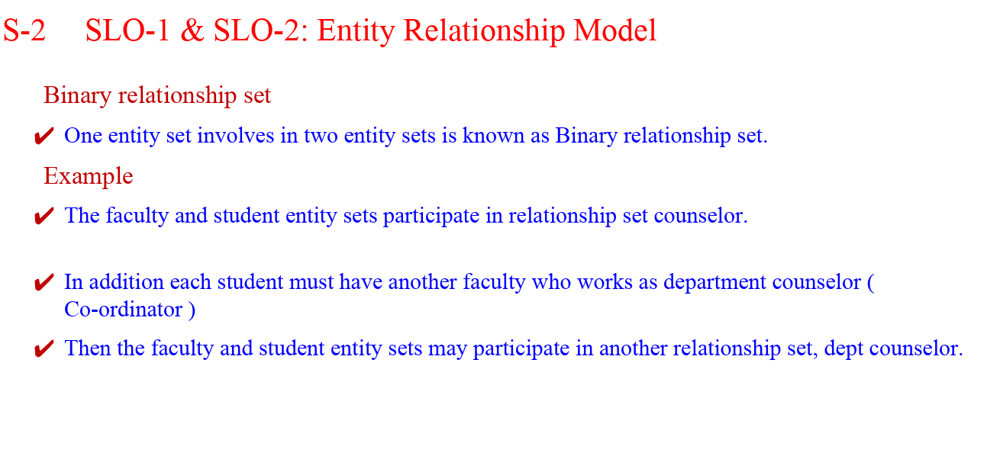 S-2 SLO-1 & SLO-2: Entity Relationship Model
Binary relationship set
✔ One entity set involves in two entity sets is known as Binary relationship set.
Example
✔ The faculty and student entity sets participate in relationship set counselor.
✔ In addition each student must have another faculty who works as department counselor (
Co-ordinator )
✔ Then the faculty and student entity sets may participate in another relationship set, dept counselor.